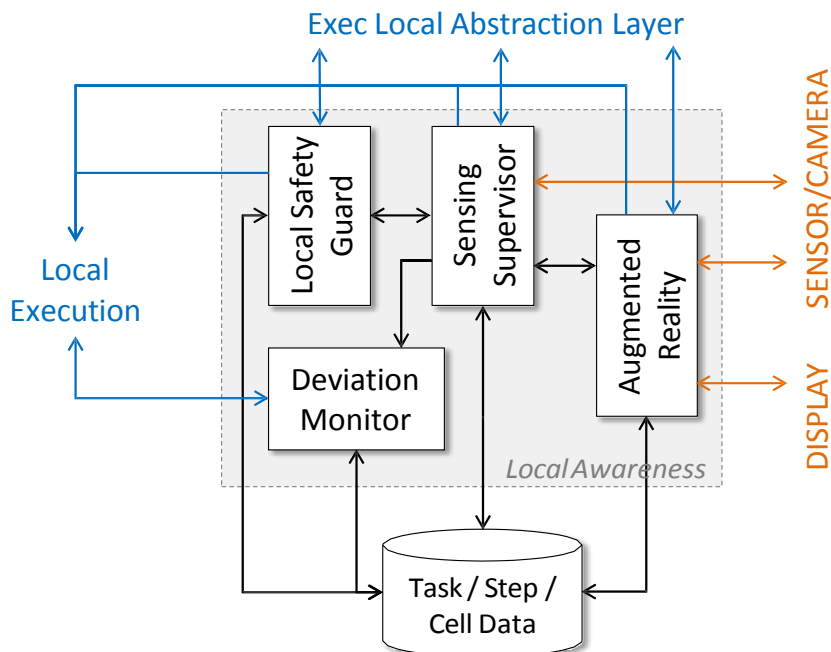 Exec Local Abstraction Layer
Local Safety
Guard
Sensing
Supervisor
SENSOR/CAMERA
Local
Execution
Augmented
Reality
Deviation
Monitor
DISPLAY
Local Awareness
Task / Step /
Cell Data